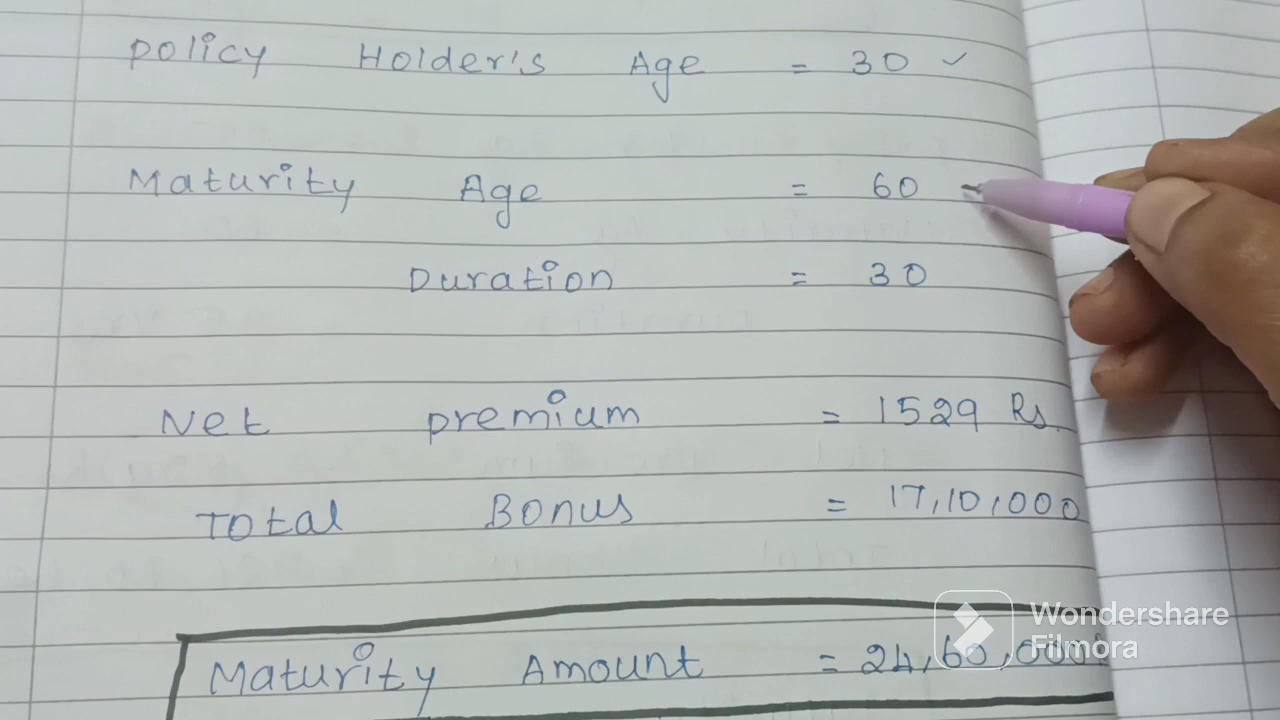 Policy Holder's Age = 30 ✓
Maturity Age = 60
Duration = 30
Net premium = 1529 Rs.
Total Bonus = 17,10,000
Maturity Amount = 24,60,000
Wondershare
Filmora